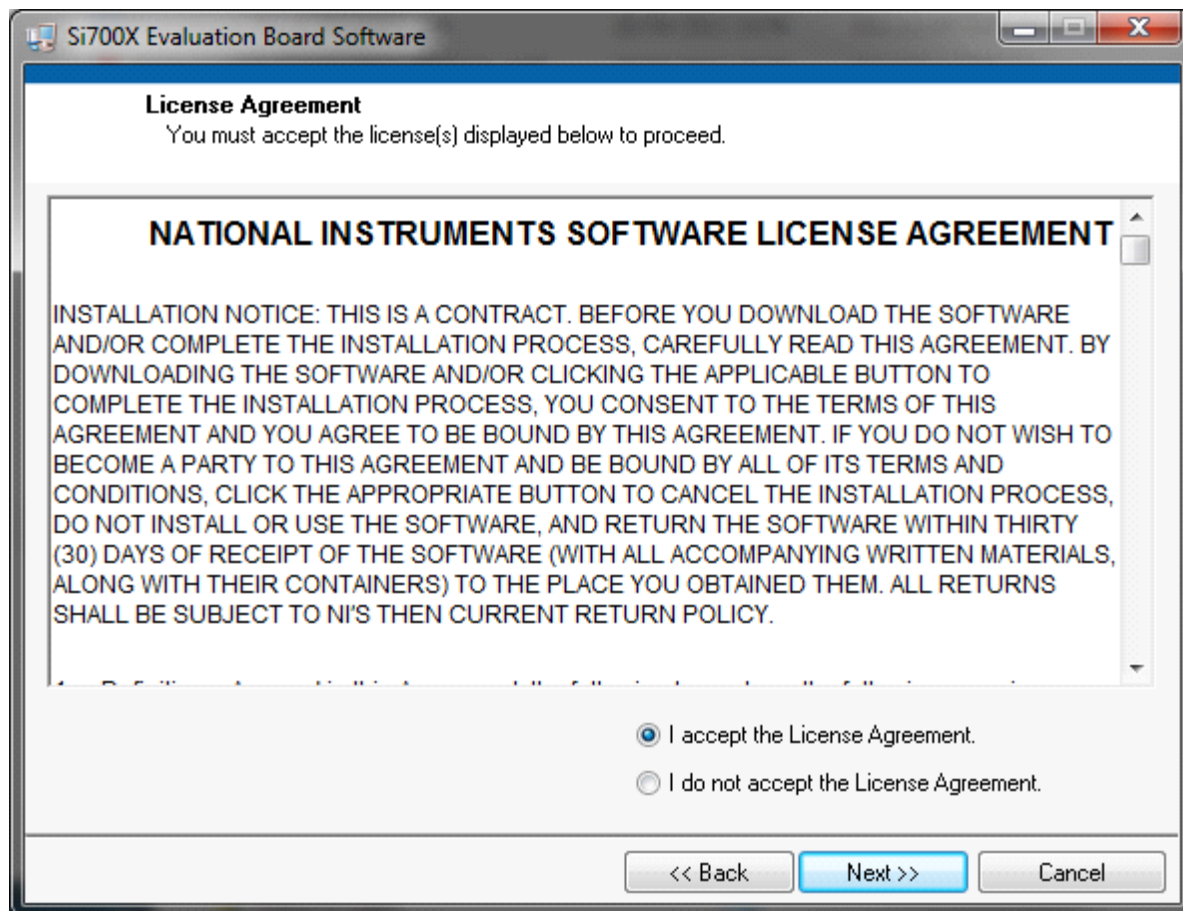 Si700X Evaluation Board Software
License Agreement
You must accept the license(s) displayed below to proceed.
NATIONAL INSTRUMENTS SOFTWARE LICENSE AGREEMENT
INSTALLATION NOTICE: THIS IS A CONTRACT. BEFORE YOU DOWNLOAD THE SOFTWARE
AND/OR COMPLETE THE INSTALLATION PROCESS, CAREFULLY READ THIS AGREEMENT. BY
DOWNLOADING THE SOFTWARE AND/OR CLICKING THE APPLICABLE BUTTON TO
COMPLETE THE INSTALLATION PROCESS, YOU CONSENT TO THE TERMS OF THIS
AGREEMENT AND YOU AGREE TO BE BOUND BY THIS AGREEMENT. IF YOU DO NOT WISH TO
BECOME A PARTY TO THIS AGREEMENT AND BE BOUND BY ALL OF ITS TERMS AND
CONDITIONS, CLICK THE APPROPRIATE BUTTON TO CANCEL THE INSTALLATION PROCESS,
DO NOT INSTALL OR USE THE SOFTWARE, AND RETURN THE SOFTWARE WITHIN THIRTY
(30) DAYS OF RECEIPT OF THE SOFTWARE (WITH ALL ACCOMPANYING WRITTEN MATERIALS,
ALONG WITH THEIR CONTAINERS) TO THE PLACE YOU OBTAINED THEM. ALL RETURNS
SHALL BE SUBJECT TO NI'S THEN CURRENT RETURN POLICY.
I accept the License Agreement.
I do not accept the License Agreement.
<< Back
Next >>
Cancel